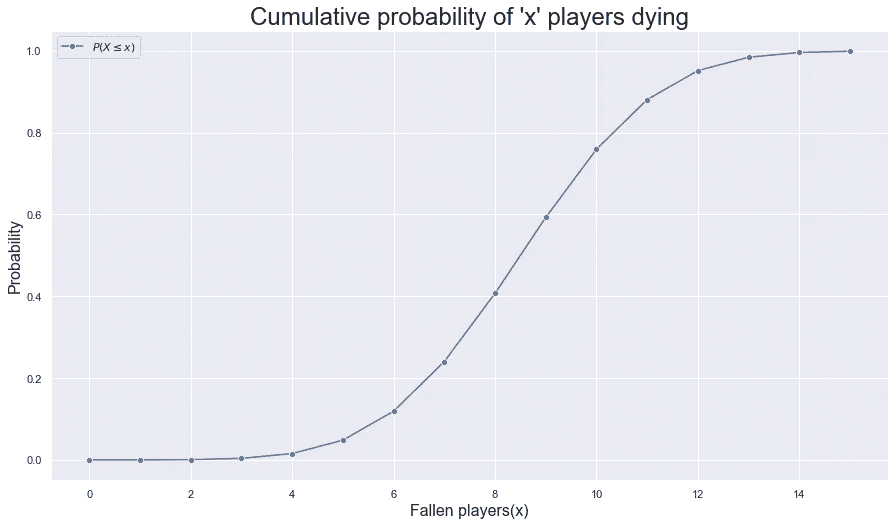 Cumulative probability of 'x' players dying
P(X ≤ x)
1.0
0.8
0.6
0.4
0.2
0.0
Probability
0 2 4 6 8 10 12 14
Fallen players(x)